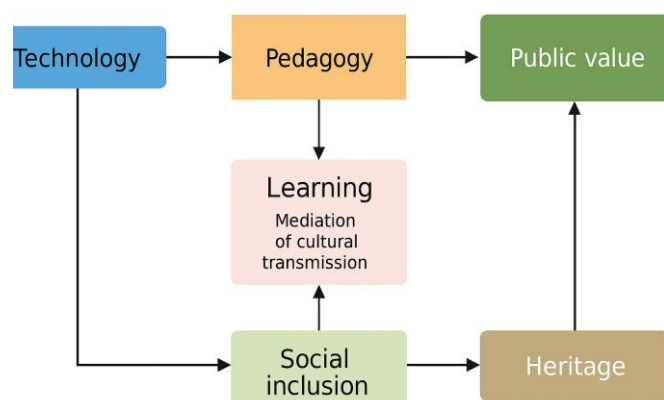 Technology
Pedagogy
Public value
Learning
Mediation
of cultural
transmission
Social
inclusion
Heritage